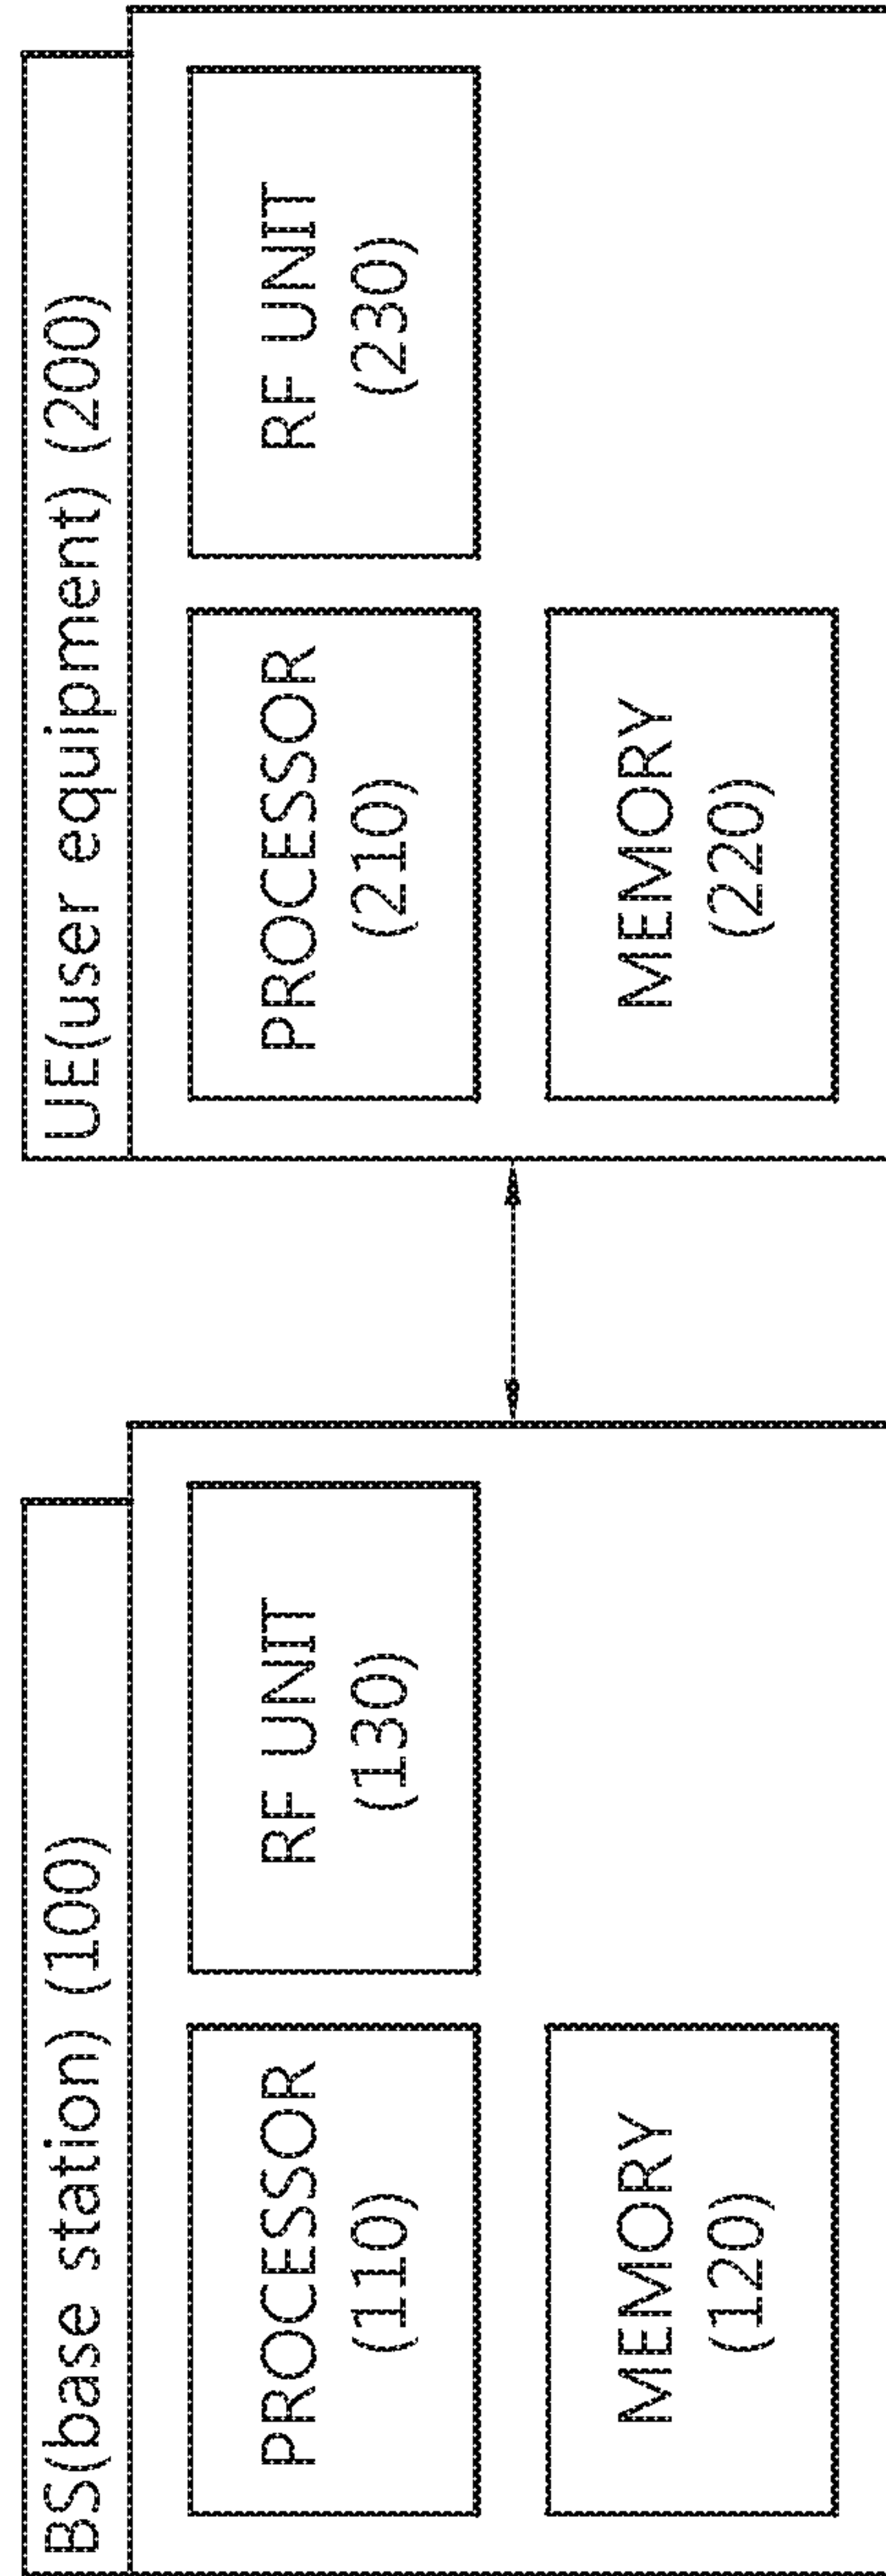 BS(base station) (100)
PROCESSOR
(110)
RF UNIT
(130)
MEMORY
(120)
UE(user equipment) (200)
PROCESSOR
(210)
RF UNIT
(230)
MEMORY
(220)